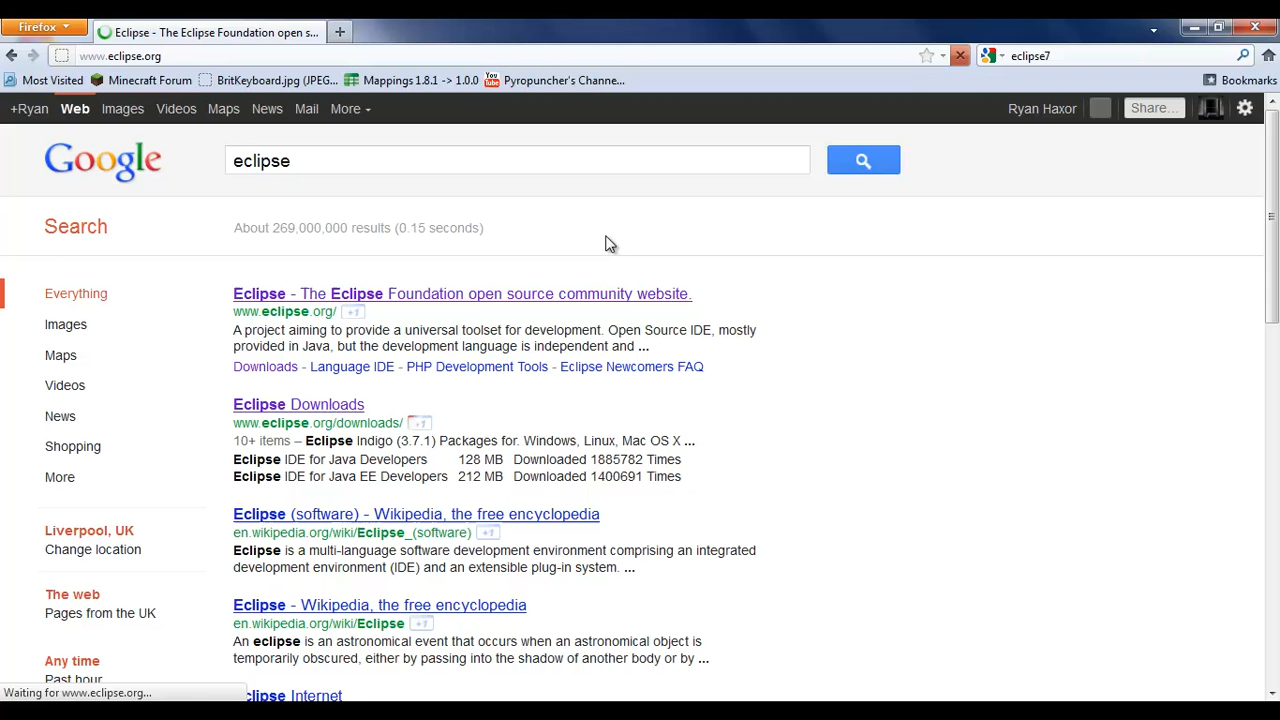 Firefox
Eclipse - The Eclipse Foundation open s...
www.eclipse.org
eclipse7
Most Visited Minecraft Forum BritKeyboard.jpg (JPEG... Mappings 1.8.1 -> 1.0.0 Pyropuncher's Channe... Bookmarks
+Ryan Web Images Videos Maps News Mail More Ryan Haxor Share...
Google eclipse
Search About 269,000,000 results (0.15 seconds)
Everything
Images
Maps
Videos
News
Shopping
More
Liverpool, UK
Change location
The web
Pages from the UK
Any time
Past hour
Eclipse - The Eclipse Foundation open source community website.
www.eclipse.org/ +1
A project aiming to provide a universal toolset for development. Open Source IDE, mostly
provided in Java, but the development language is independent and ...
Downloads - Language IDE - PHP Development Tools - Eclipse Newcomers FAQ
Eclipse Downloads
www.eclipse.org/downloads/ +1
10+ items – Eclipse Indigo (3.7.1) Packages for. Windows, Linux, Mac OS X ...
Eclipse IDE for Java Developers 128 MB Downloaded 1885782 Times
Eclipse IDE for Java EE Developers 212 MB Downloaded 1400691 Times
Eclipse (software) - Wikipedia, the free encyclopedia
en.wikipedia.org/wiki/Eclipse_(software) +1
Eclipse is a multi-language software development environment comprising an integrated
development environment (IDE) and an extensible plug-in system. ...
Eclipse - Wikipedia, the free encyclopedia
en.wikipedia.org/wiki/Eclipse +1
An eclipse is an astronomical event that occurs when an astronomical object is
temporarily obscured, either by passing into the shadow of another body or by ...
Eclipse Internet
Waiting for www.eclipse.org...